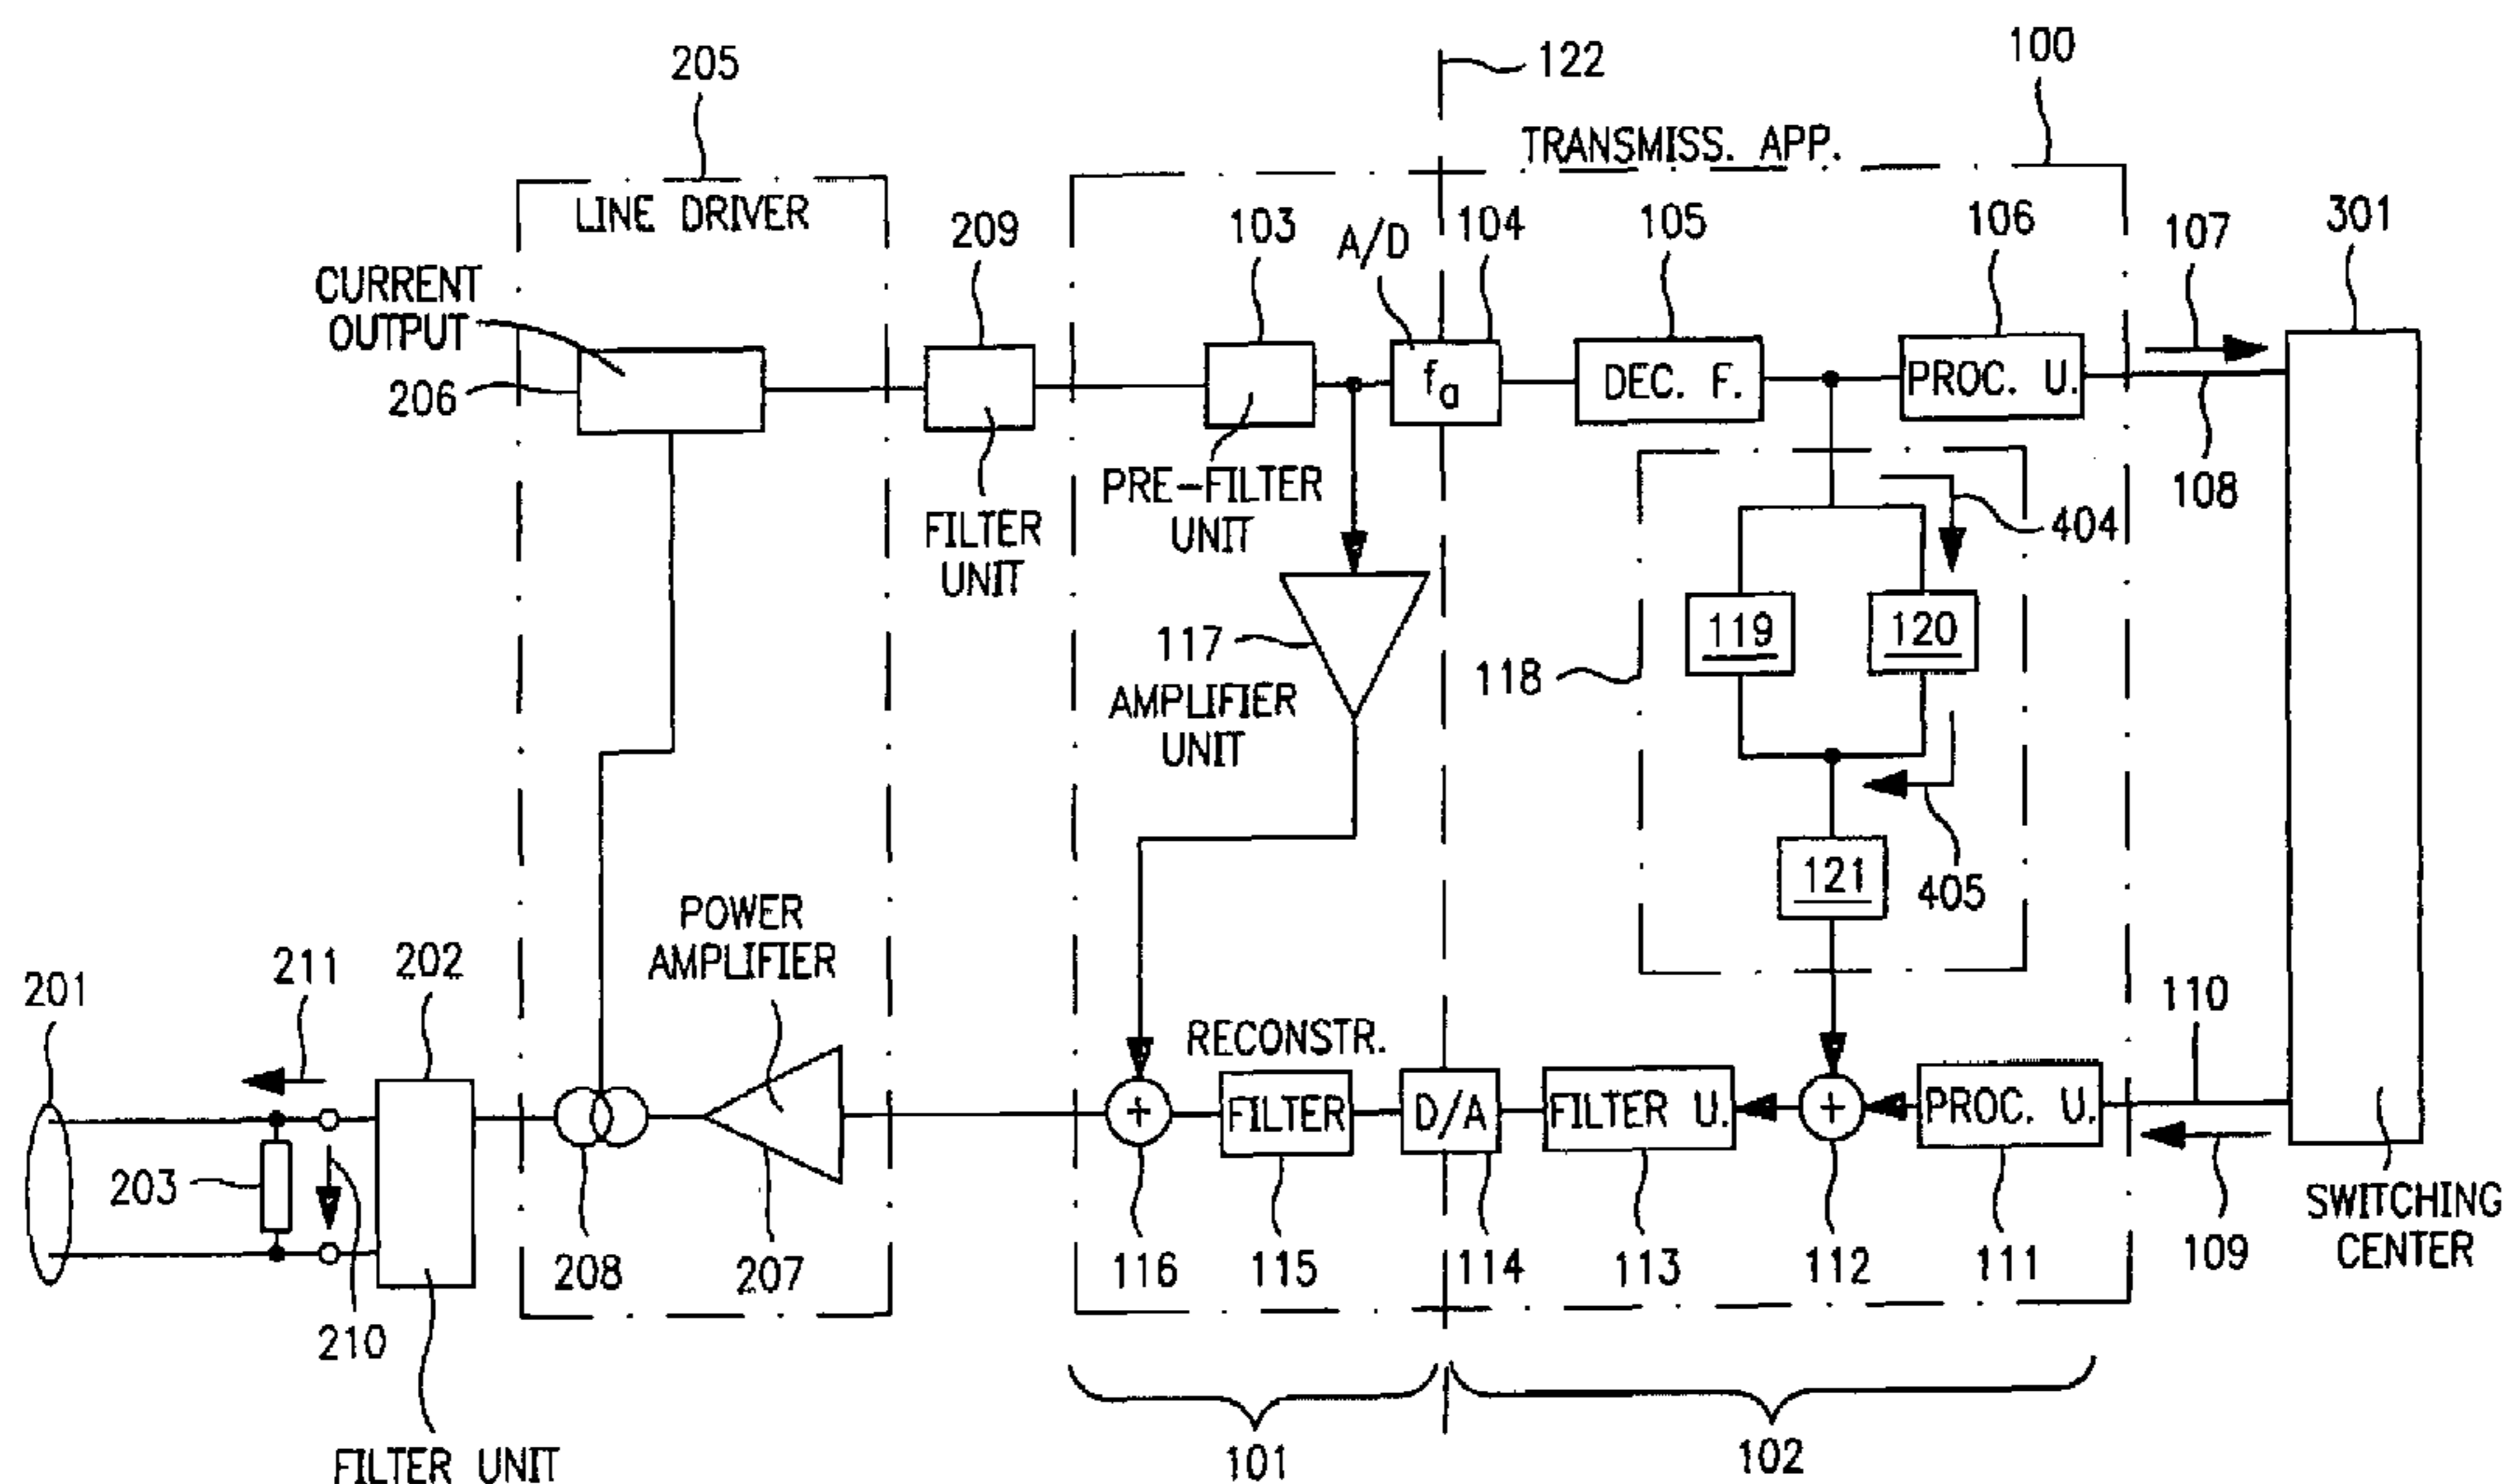 205
122
100
TRANSMISS. APP.
LINE DRIVER
209
103
A/D
104
105
106
107
301
CURRENT
OUTPUT
206
fa
DEC. F.
PROC. U.
108
PRE-FILTER
UNIT
FILTER
UNIT
404
117
119
120
118
AMPLIFIER
UNIT
121
405
POWER
AMPLIFIER
201
211
202
110
RECONSTR.
+
FILTER
D/A
FILTER U.
+
PROC. U.
203
109
SWITCHING
CENTER
208
207
116
115
114
113
112
111
210
FILTER UNIT
101
102